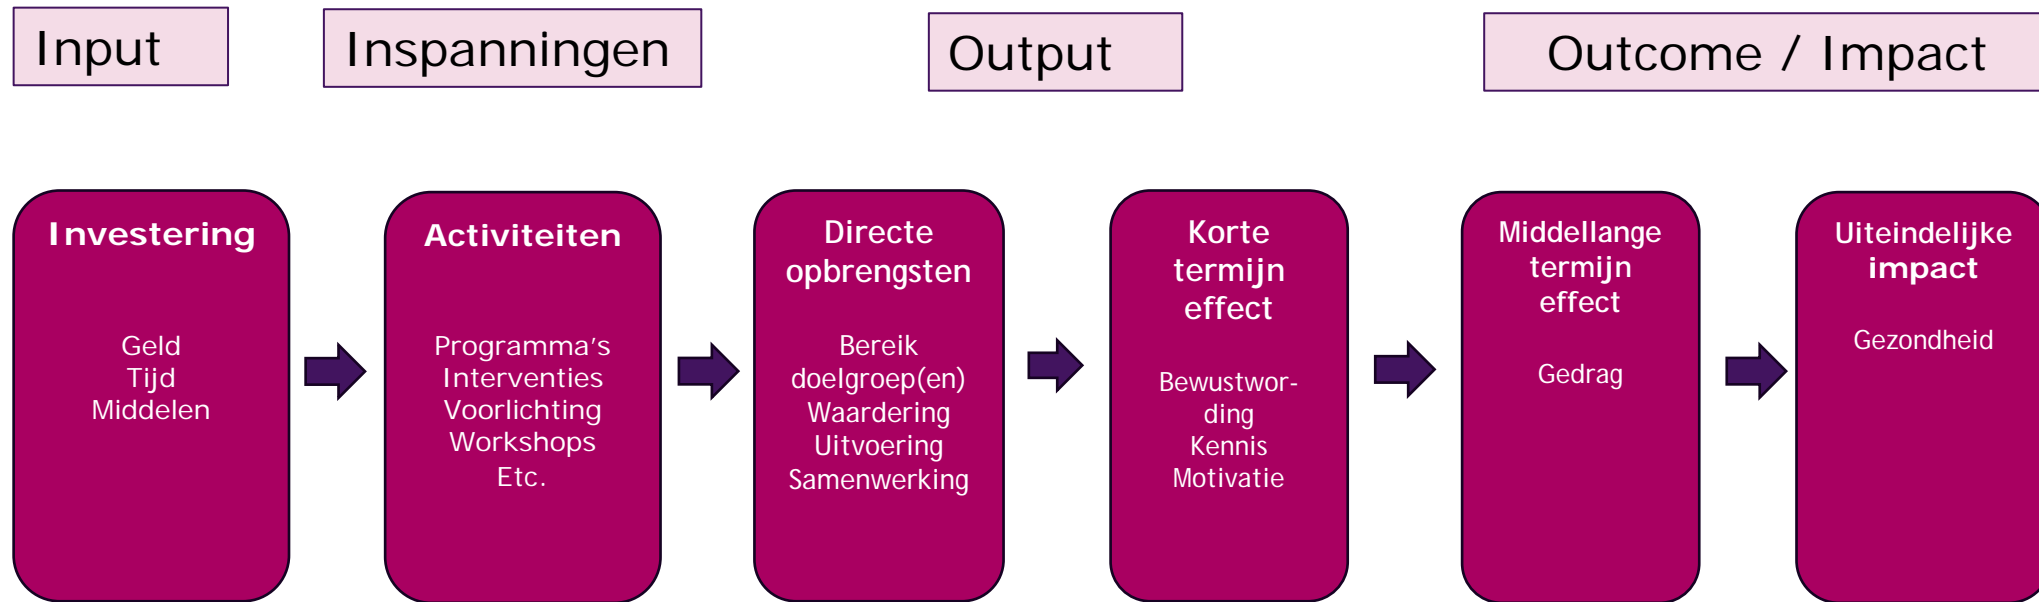 Input
Inspanningen
Output
Outcome / Impact
Investering
Geld
Tijd
Middelen
Activiteiten
Programma's
Interventies
Voorlichting
Workshops
Etc.
Directe
opbrengsten
Bereik
doelgroep(en)
Waardering
Uitvoering
Samenwerking
Korte
termijn
effect
Bewustwor-
ding
Kennis
Motivatie
Middellange
termijn
effect
Gedrag
Uiteindelijke
impact
Gezondheid